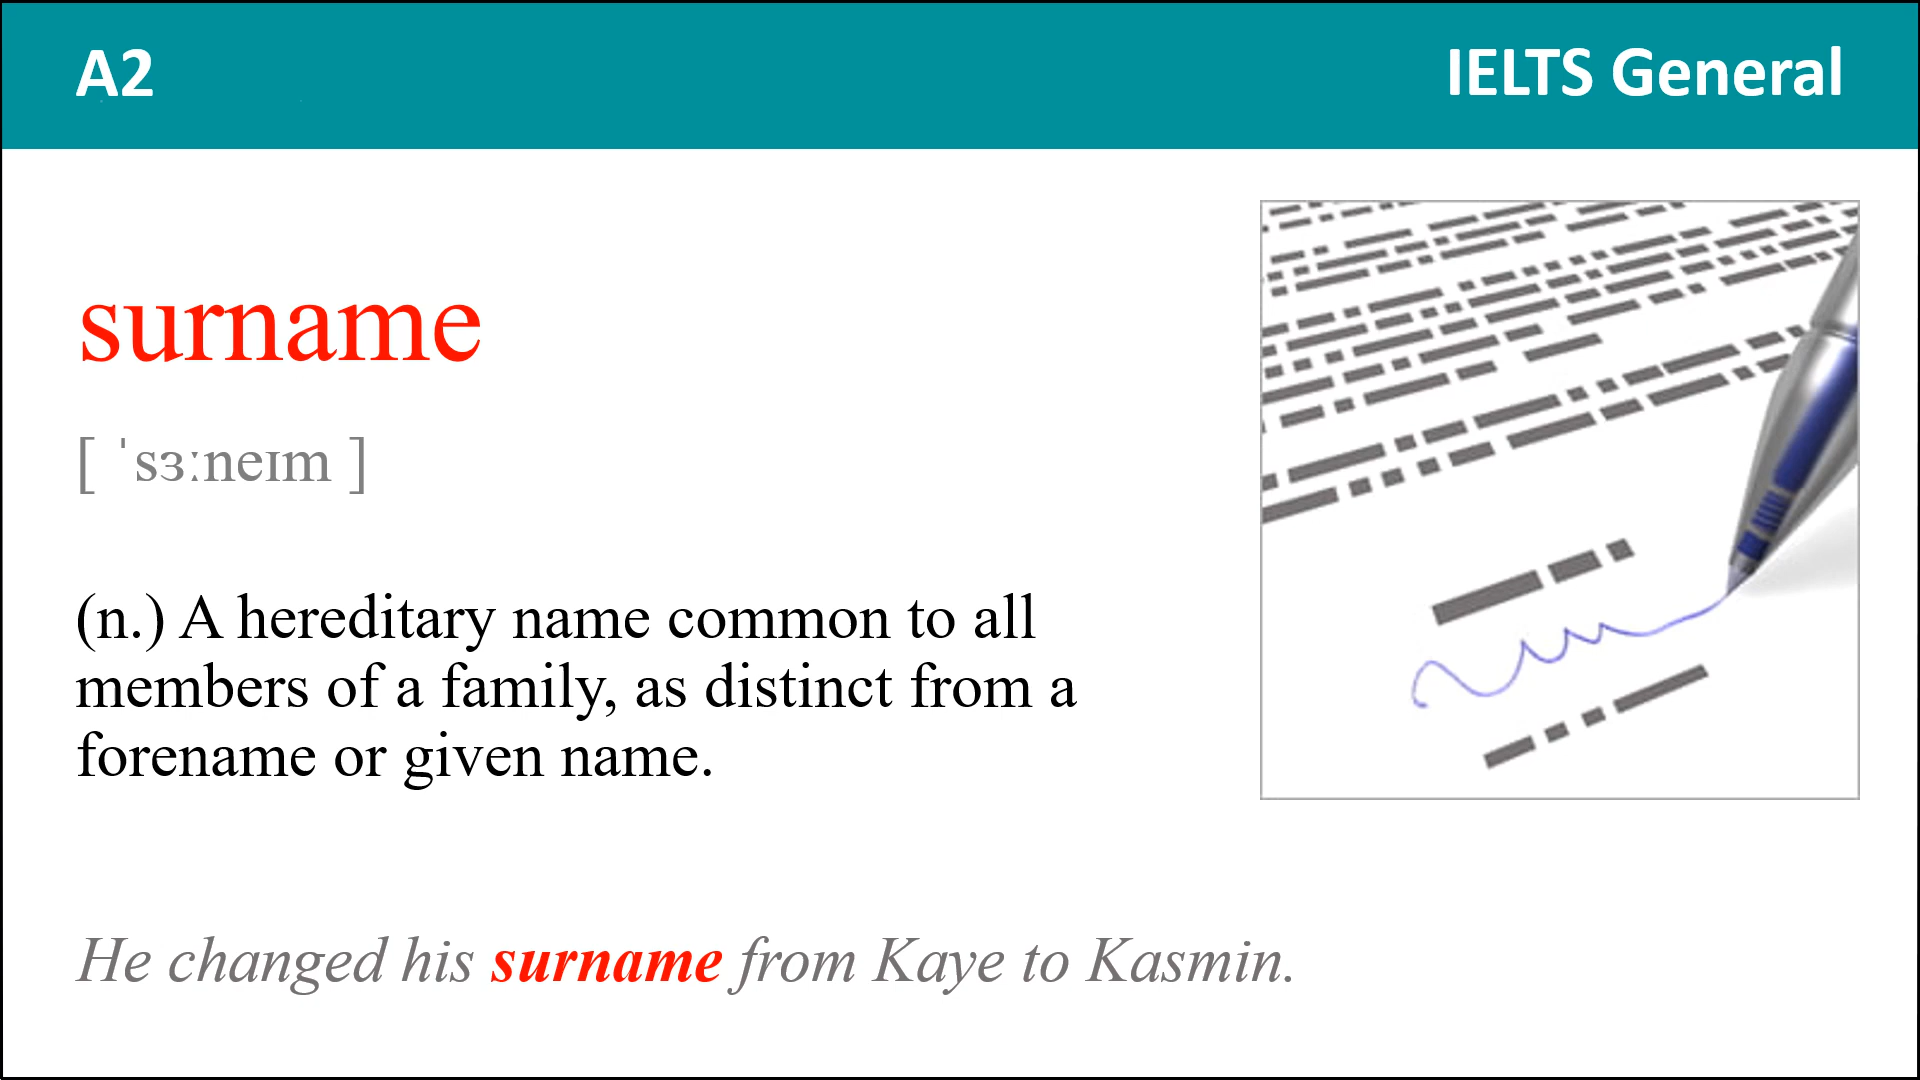 A2
IELTS General
surname
[ ˈsɜːneɪm ]
(n.) A hereditary name common to all
members of a family, as distinct from a
forename or given name.
He changed his surname from Kaye to Kasmin.